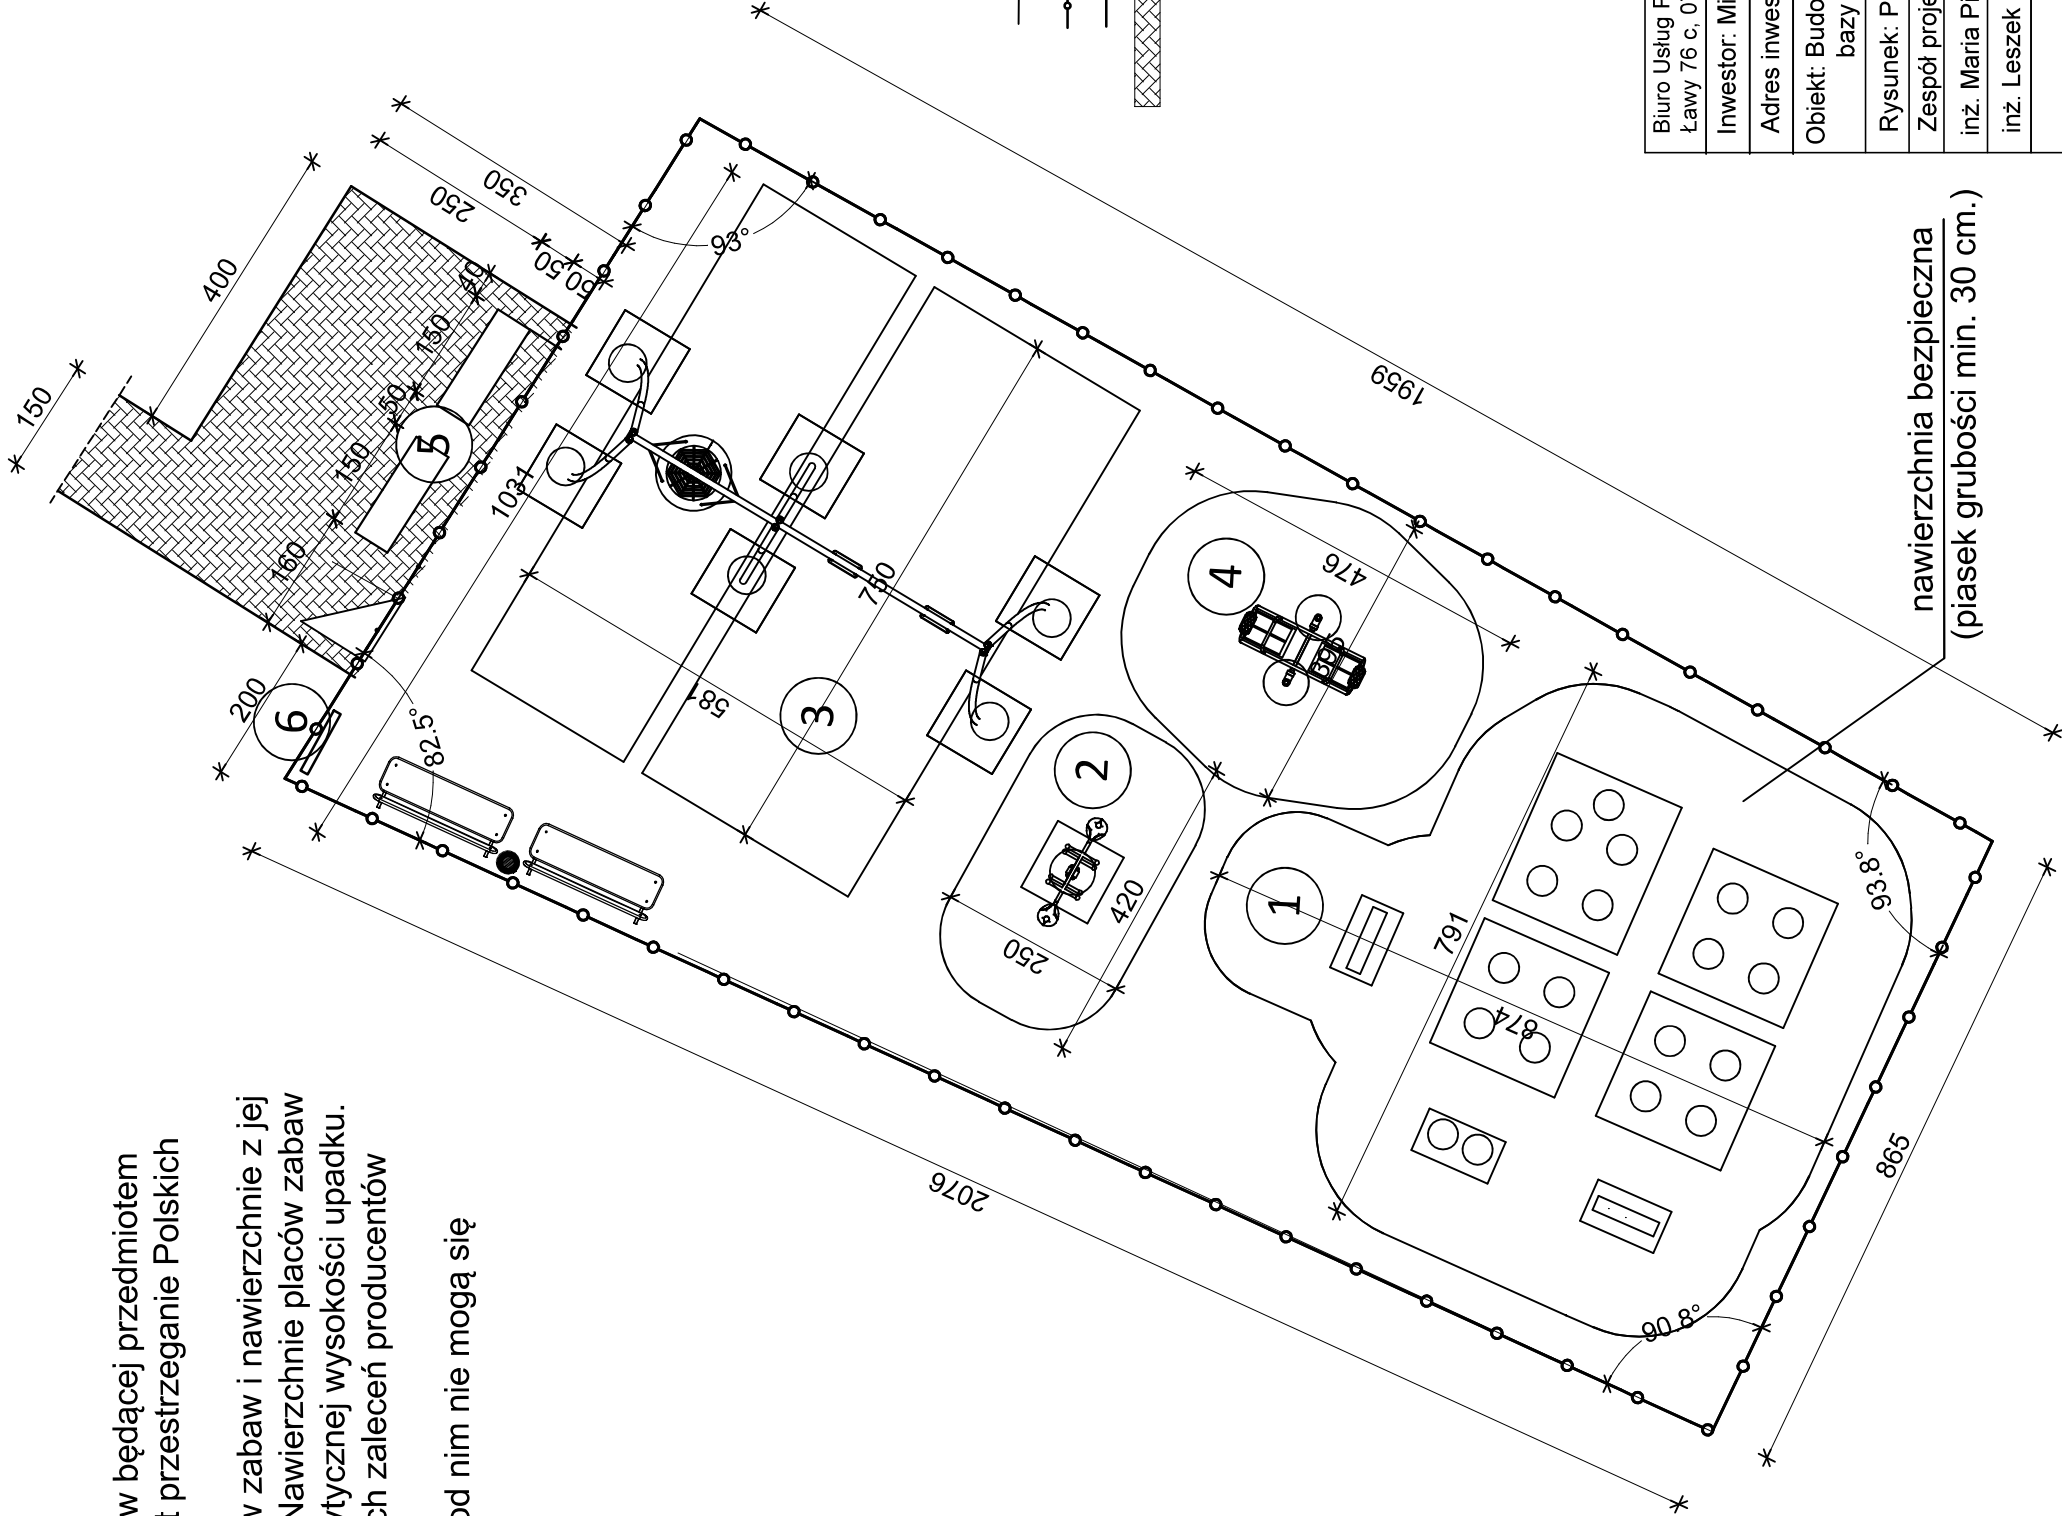 w będącej przedmiotem
t przestrzeganie Polskich
w zabaw i nawierzchnie z jej
Nawierzchnie placów zabaw
ytycznej wysokości upadku.
ch zaleceń producentów
od nim nie mogą się
150
400
250
350
50
50
40
150
50
150
160
200
5
6
93°
82.5°
1031
750
581
3
1959
2076
4
476
395
2
420
250
1
791
874
93.8°
90.8°
865
nawierzchnia bezpieczna
(piasek grubości min. 30 cm.)
Biuro Usług P
Ławy 76 c, 07
Inwestor: Mi
Adres inwes
Obiekt: Budo
bazy
Rysunek: P
Zespół proje
inż. Maria Pi
inż. Leszek